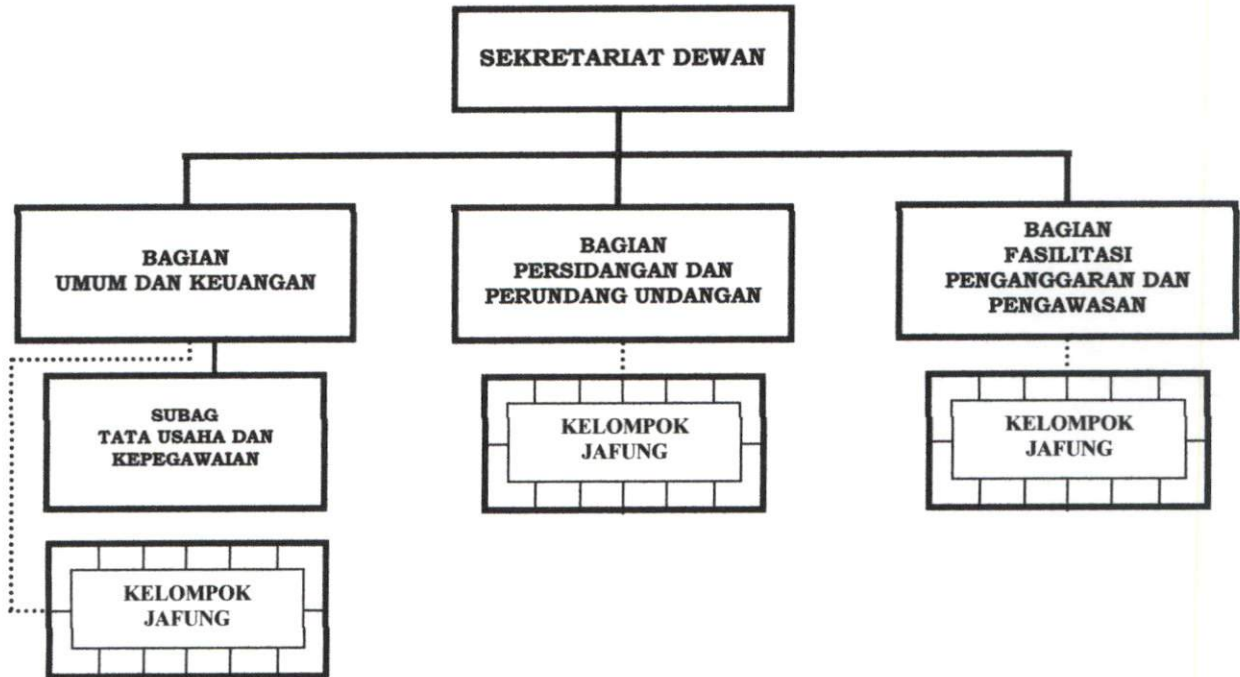 SEKRETARIAT DEWAN
BAGIAN
UMUM DAN KEUANGAN
BAGIAN
PERSIDANGAN DAN
PERUNDANG UNDANGAN
BAGIAN
FASILITASI
PENGANGGARAN DAN
PENGAWASAN
SUBAG
TATA USAHA DAN
KEPEGAWAIAN
KELOMPOK
JAFUNG
KELOMPOK
JAFUNG
KELOMPOK
JAFUNG